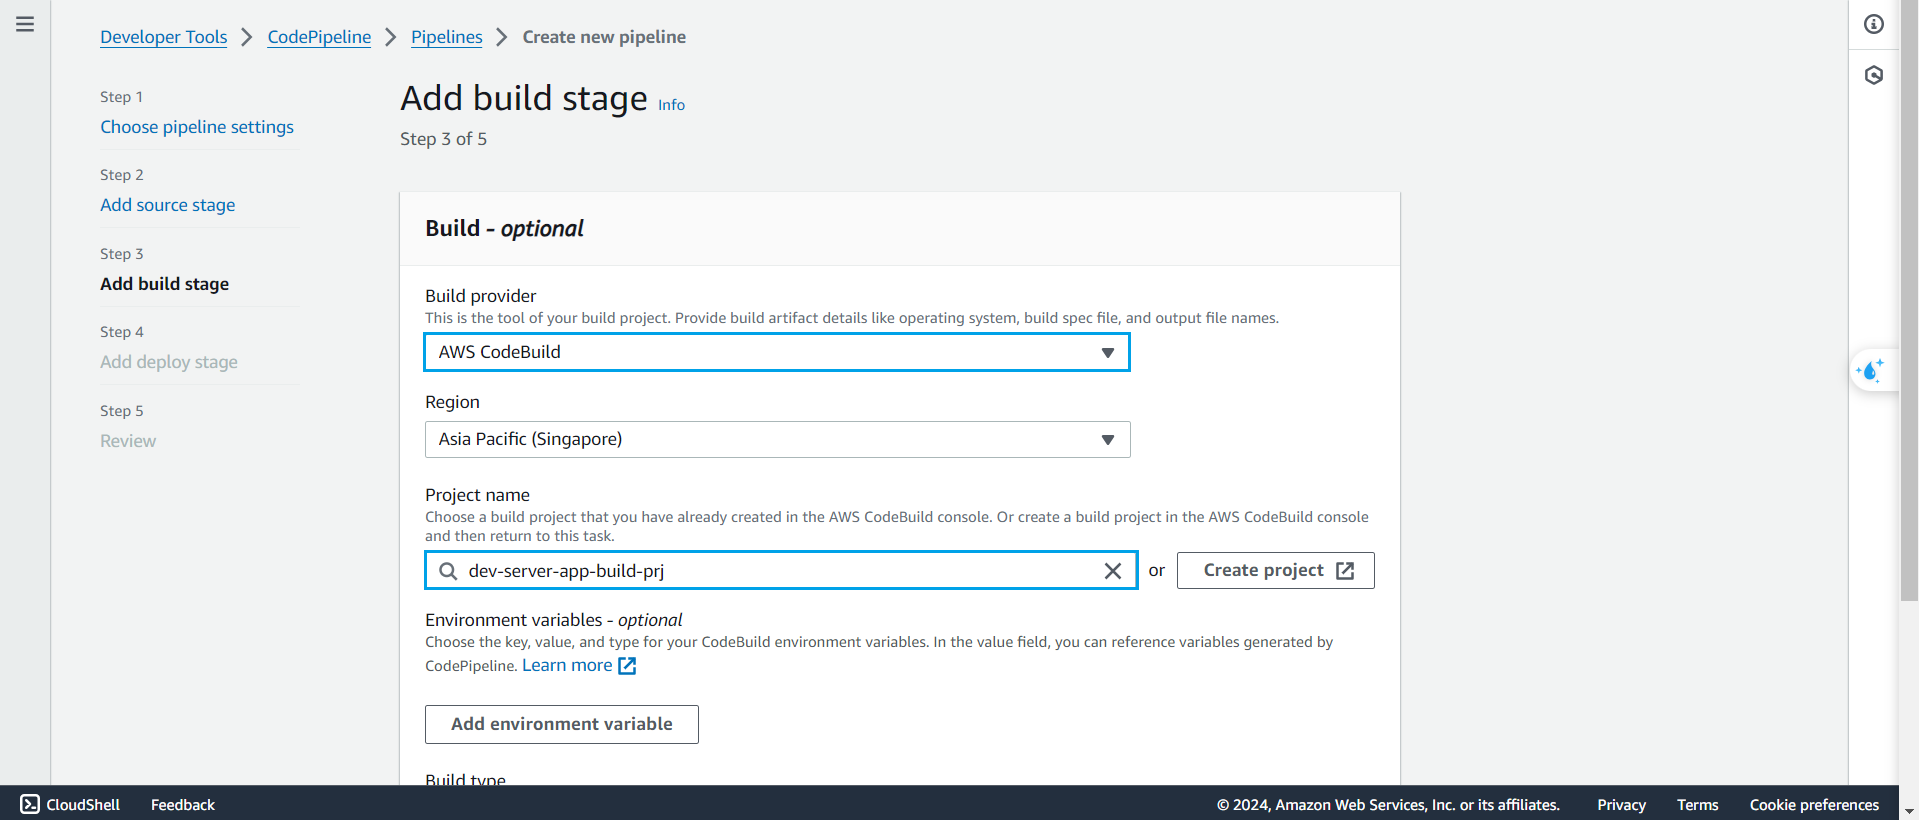 Developer Tools > CodePipeline > Pipelines > Create new pipeline
Step 1
Choose pipeline settings
Step 2
Add source stage
Step 3
Add build stage
Step 4
Add deploy stage
Step 5
Review
Add build stage Info
Step 3 of 5
Build - optional
Build provider
This is the tool of your build project. Provide build artifact details like operating system, build spec file, and output file names.
AWS CodeBuild
Region
Asia Pacific (Singapore)
Project name
Choose a build project that you have already created in the AWS CodeBuild console. Or create a build project in the AWS CodeBuild console
and then return to this task.
dev-server-app-build-prj or Create project
Environment variables - optional
Choose the key, value, and type for your CodeBuild environment variables. In the value field, you can reference variables generated by
CodePipeline. Learn more
Add environment variable
Build type
CloudShell Feedback © 2024, Amazon Web Services, Inc. or its affiliates. Privacy Terms Cookie preferences